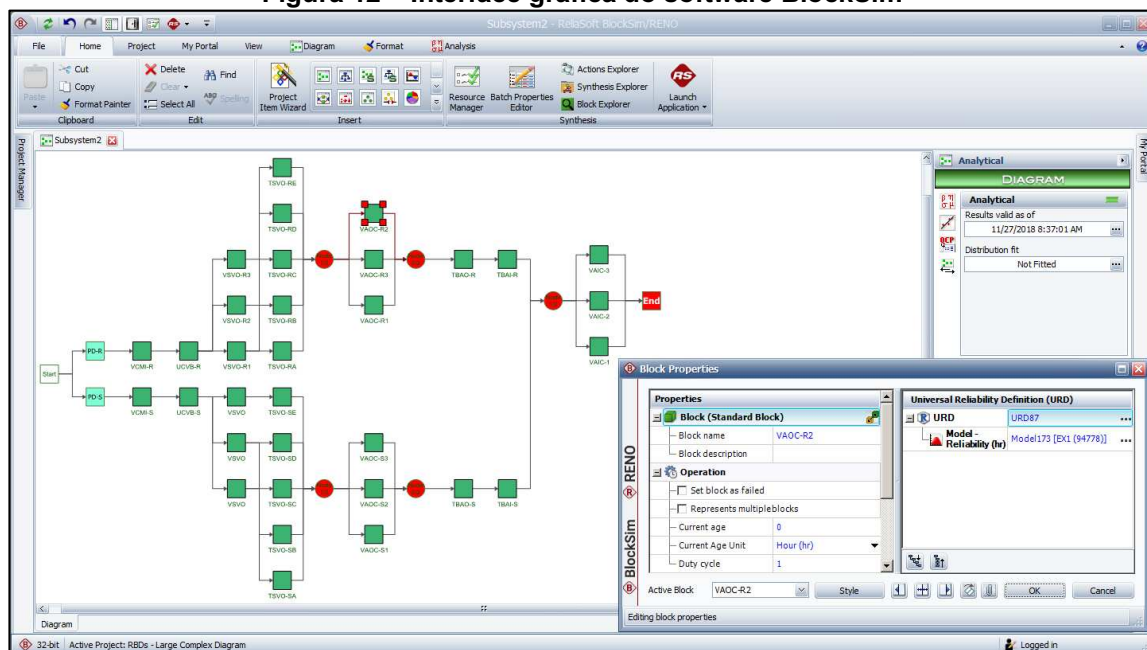 Figura 12 – Interface gráfica do software BlockSim
Subsystem2 - ReliaSoft BlockSim/RENO
File Home Project My Portal View Diagram Format Analysis
Paste
Cut
Copy
Format Painter
Clipboard
Delete
Clear
Select All
Find
Spelling
Edit
Project
Item Wizard
Insert
Resource
Manager
Batch Properties
Editor
Actions Explorer
Synthesis Explorer
Block Explorer
Synthesis
Launch
Application
Project Manager
Subsystem2
My Portal
TSVO-RE
TSVO-RD
VAOC-R2
VSVO-R3 TSVO-RC VAOC-R3 TBAO-R TBAI-R VAIC-3
VSVO-R2 TSVO-RB VAOC-R1 VAIC-2 End
Start PD-R VCMI-R UCVB-R VSVO-R1 TSVO-RA VAIC-1
PD-S VCMI-S UCVB-S VSVO TSVO-SE
VSVO TSVO-SD VAOC-S3
VSVO TSVO-SC VAOC-S2 TBAO-S TBAI-S
TSVO-SB VAOC-S1
TSVO-SA
Diagram
Analytical
DIAGRAM
Analytical
Results valid as of
11/27/2018 8:37:01 AM
Distribution fit
Not Fitted
QCP
Block Properties
BlockSim RENO
Properties
Block (Standard Block)
Block name VAOC-R2
Block description
Operation
Set block as failed
Represents multiple blocks
Current age 0
Current Age Unit Hour (hr)
Duty cycle 1
Universal Reliability Definition (URD)
URD URD87
Model - Reliability (hr) Model173 [EX1 (94778)]
Active Block VAOC-R2 Style OK Cancel
Editing block properties
32-bit Active Project: RBDs - Large Complex Diagram Logged in